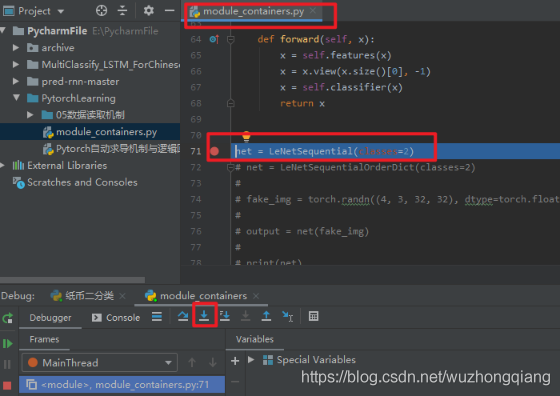 Project
module_containers.py
PycharmFile E:\PycharmFile
archive
MultiClassify_LSTM_ForChinese
pred-rnn-master
PytorchLearning
05数据读取机制
module_containers.py
Pytorch自动求导机制与逻辑
External Libraries
Scratches and Consoles
64 def forward(self, x):
65 x = self.features(x)
66 x = x.view(x.size()[0], -1)
67 x = self.classifier(x)
68 return x
69
70
71 net = LeNetSequential(classes=2)
72 # net = LeNetSequentialOrderDict(classes=2)
73 #
74 # fake_img = torch.randn((4, 3, 32, 32), dtype=torch.float
75 #
76 # output = net(fake_img)
77 #
78 # print(net)
Debug: 纸币二分类 module_containers
Debugger Console
Frames Variables
MainThread
Special Variables
<module>, module_containers.py:71
https://blog.csdn.net/wuzhongqiang